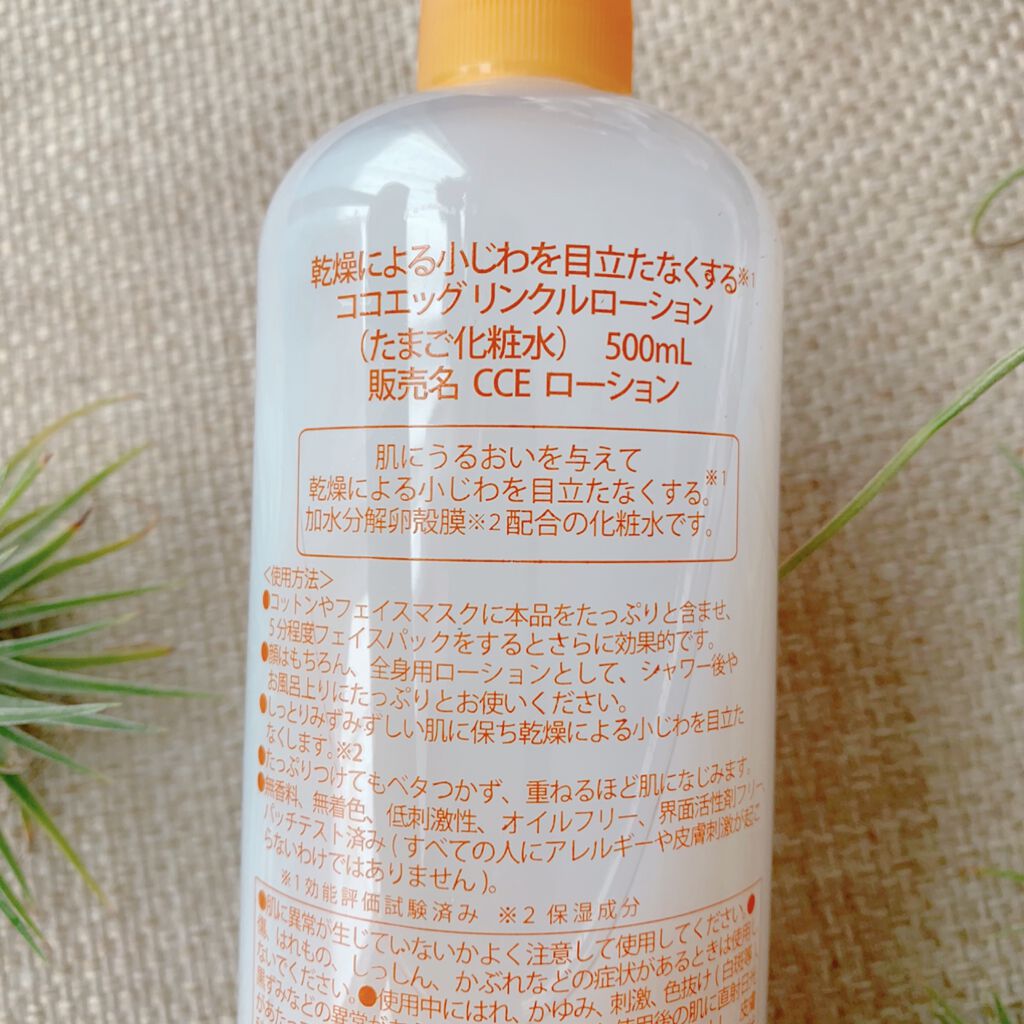 乾燥による小じわを目立たなくする※1
ココエッグ リンクルローション
(たまご化粧水) 500mL
販売名 CCE ローション
肌にうるおいを与えて
乾燥による小じわを目立たなくする。※1
加水分解卵殻膜※2配合の化粧水です。
<使用方法>
●コットンやフェイスマスクに本品をたっぷりと含ませ、
5分程度フェイスパックをするとさらに効果的です。
●顔はもちろん、全身用ローションとして、シャワー後や
お風呂上りにたっぷりとお使いください。
●しっとりみずみずしい肌に保ち乾燥による小じわを目立た
なくします。※2
●たっぷりつけてもベタつかず、重ねるほど肌になじみます。
●無香料、無着色、低刺激性、オイルフリー、界面活性剤フリー、
パッチテスト済み(すべての人にアレルギーや皮膚刺激が起こ
らないわけではありません)。
※1効能評価試験済み ※2 保湿成分
●肌に異常が生じていないかよく注意して使用してください。●
傷、はれもの、しっしん、かぶれなどの症状があるときは使用し
ないでください。●使用中にはれ、かゆみ、刺激、色抜け(白斑等)
黒ずみなどの異常が